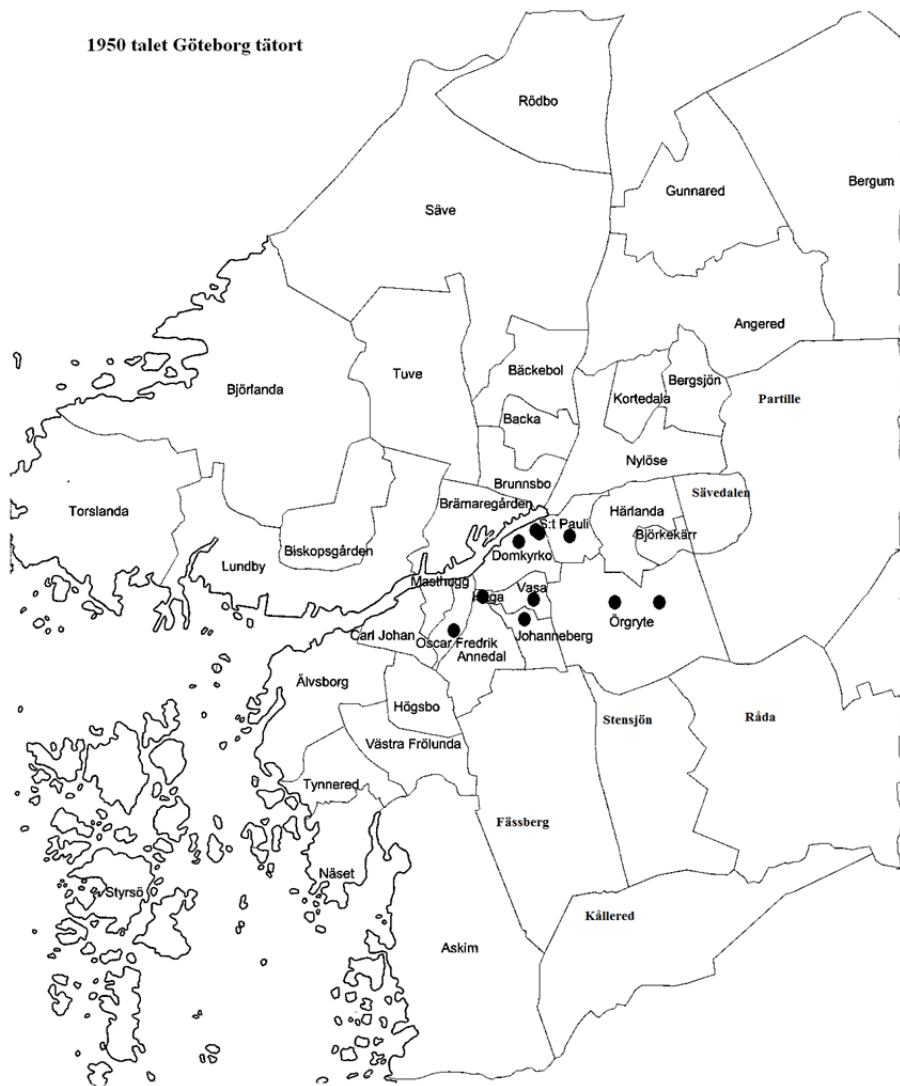 1950 talet Göteborg tätort
Rödbo
Gunnared
Bergum
Säve
Angered
Tuve
Bäckebol
Bergsjön
Björlanda
Kortedala
Partille
Backa
Nylöse
Brunnsbo
Sävedalen
Brämaregården
Torslanda
Härlanda
S:t Pauli
Björkekärr
Biskopsgården
Domkyrko
Lundby
Masthugg
Vasa
Haga
Örgryte
Carl Johan
Oscar Fredrik
Johanneberg
Annedal
Älvsborg
Högsbo
Stensjön
Råda
Västra Frölunda
Tynnered
Fässberg
Näset
Styrsö
Kållered
Askim